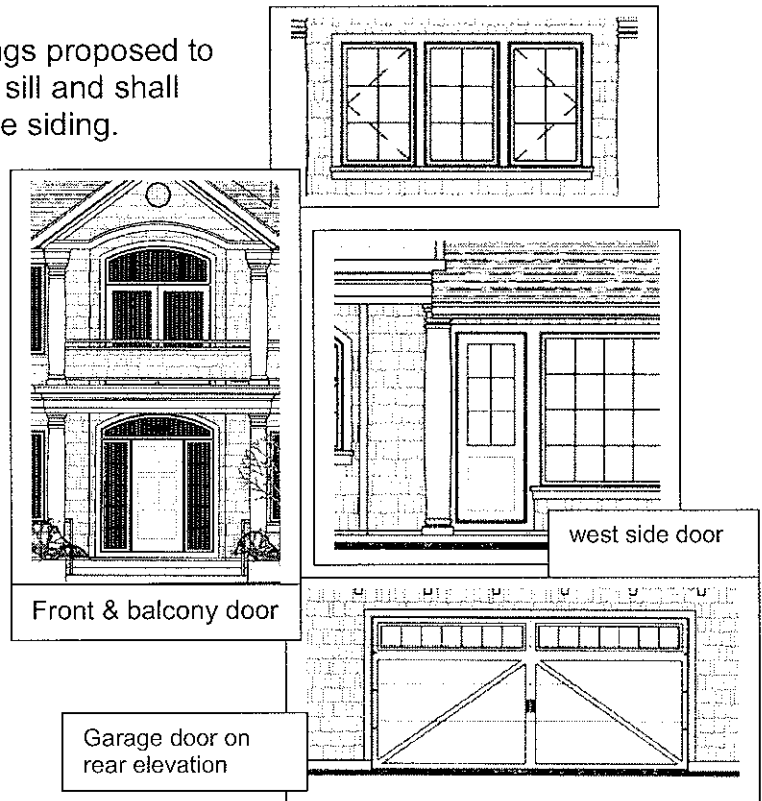 ngs proposed to
sill and shall
e siding.
west side door
Front & balcony door
Garage door on
rear elevation